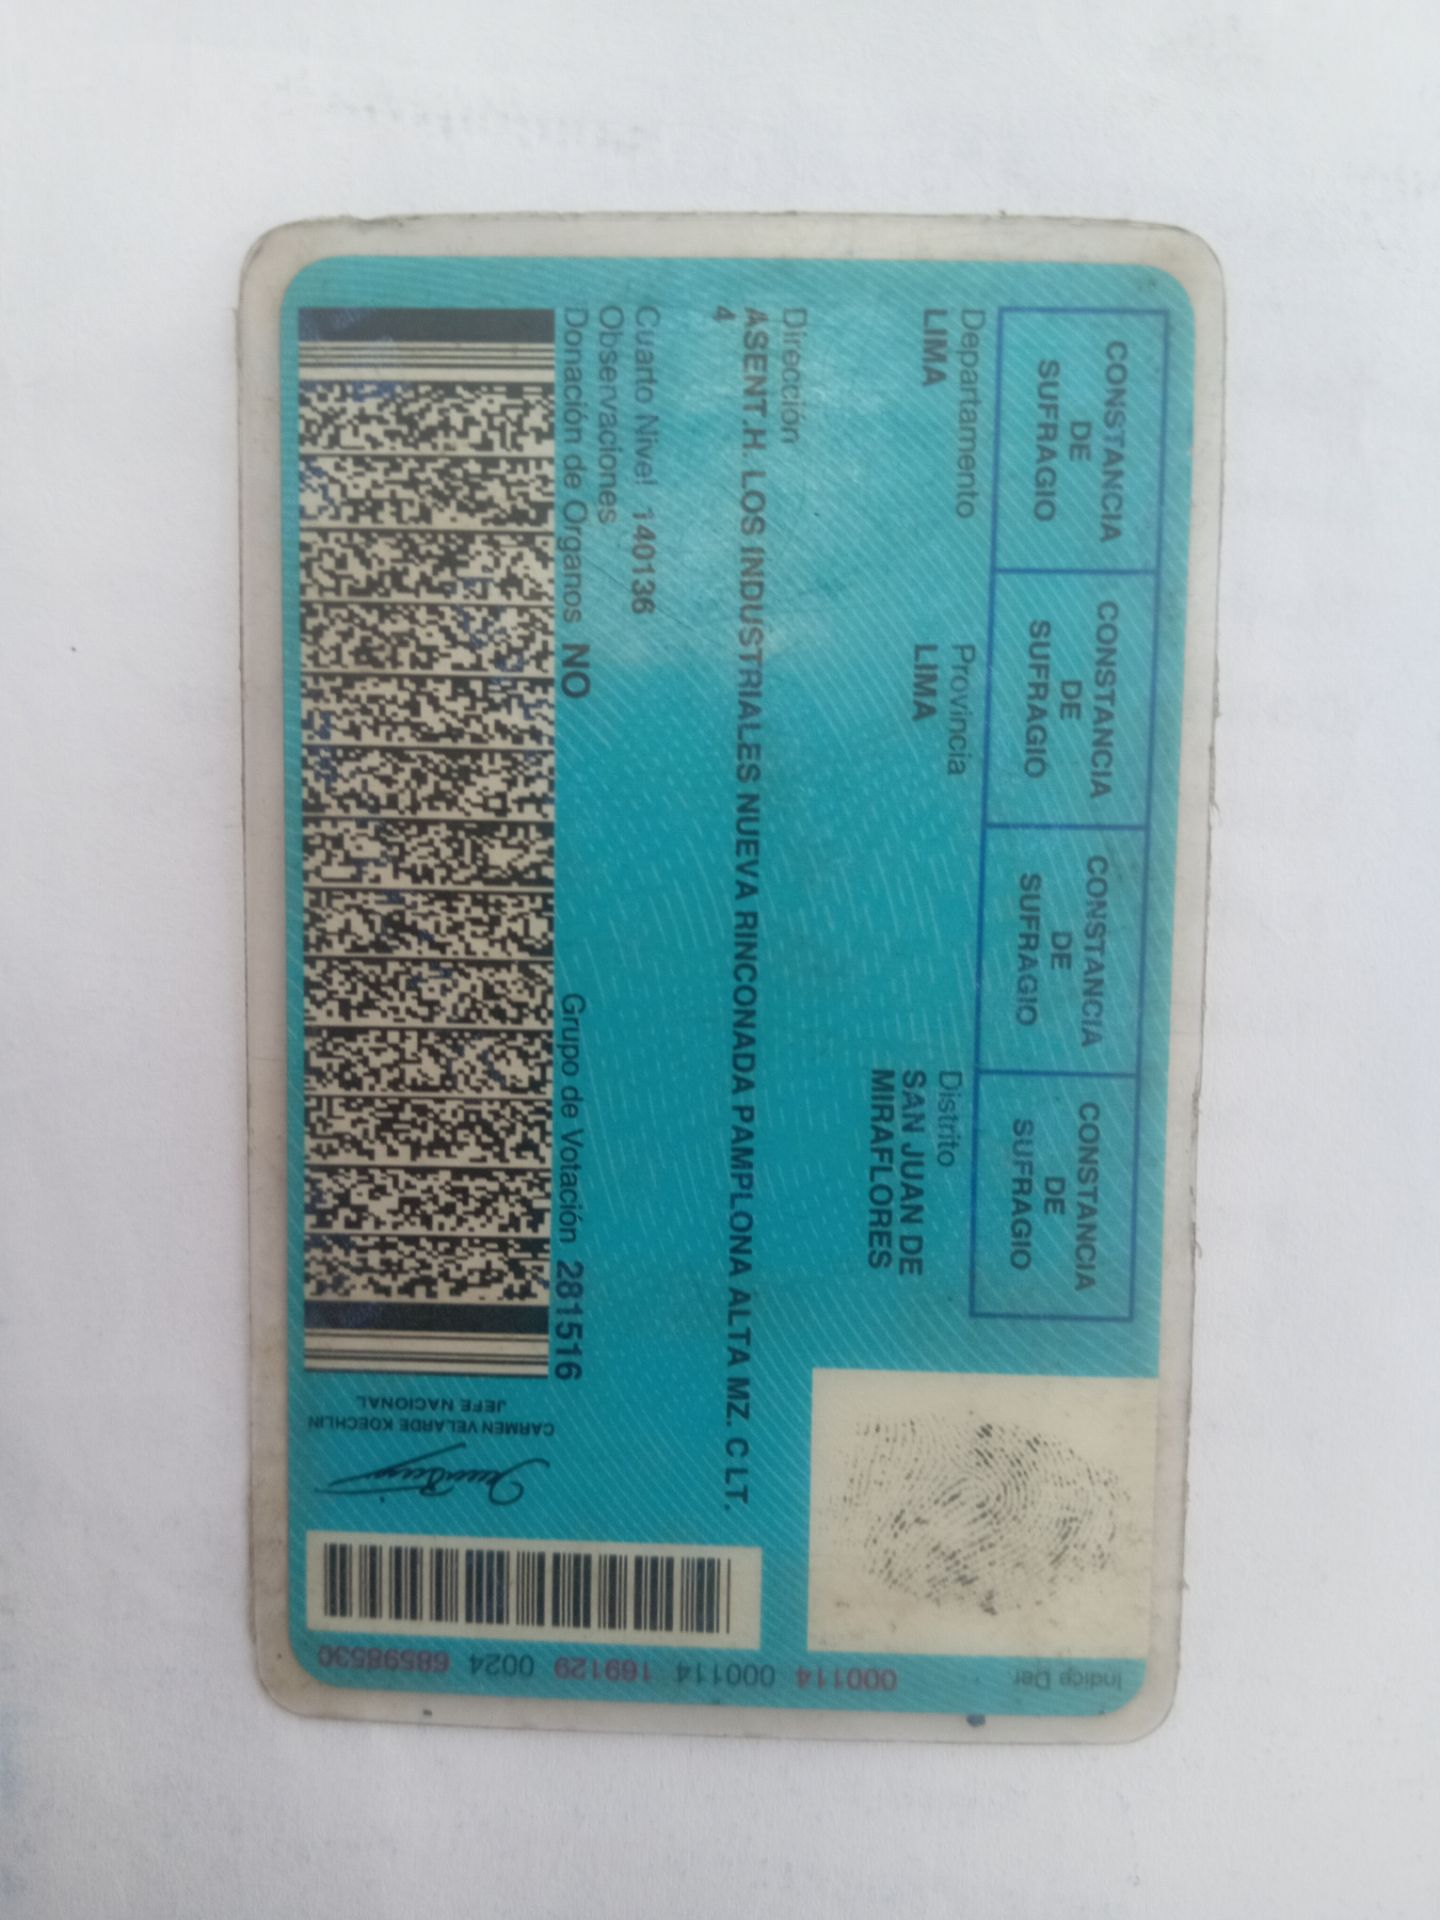 CONSTANCIA
DE
SUFRAGIO
CONSTANCIA
DE
SUFRAGIO
CONSTANCIA
DE
SUFRAGIO
CONSTANCIA
DE
SUFRAGIO
Departamento
LIMA
Provincia
LIMA
Distrito
SAN JUAN DE
MIRAFLORES
Dirección
ASENT.H. LOS INDUSTRIALES NUEVA RINCONADA PAMPLONA ALTA MZ. C LT.
4
Cuarto Nivel 140136
Observaciones
Donación de Organos NO
Grupo de Votación 281516
CARMEN VELARDE KOECHLIN
JEFE NACIONAL
Indice Der.
68598530 0024 169129 000114 000114